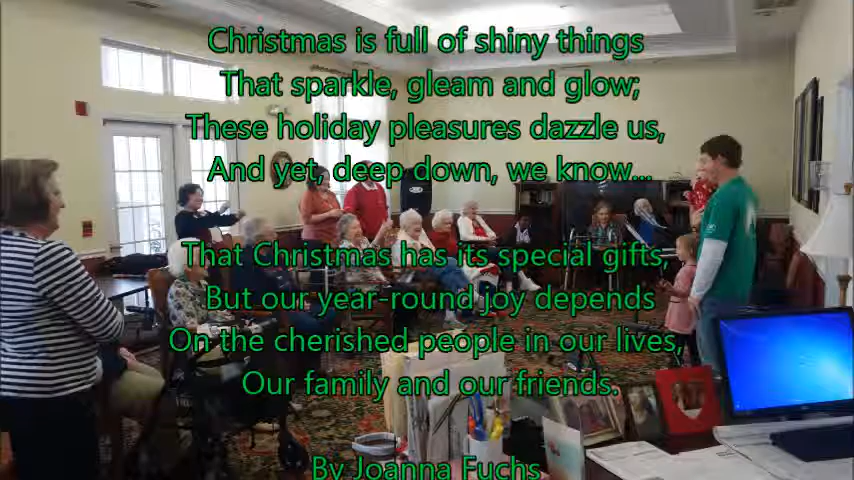 Christmas is full of shiny things
That sparkle, gleam and glow;
These holiday pleasures dazzle us,
And yet, deep down, we know...
That Christmas has its special gifts,
But our year-round joy depends
On the cherished people in our lives,
Our family and our friends.
By Joanna Fuchs